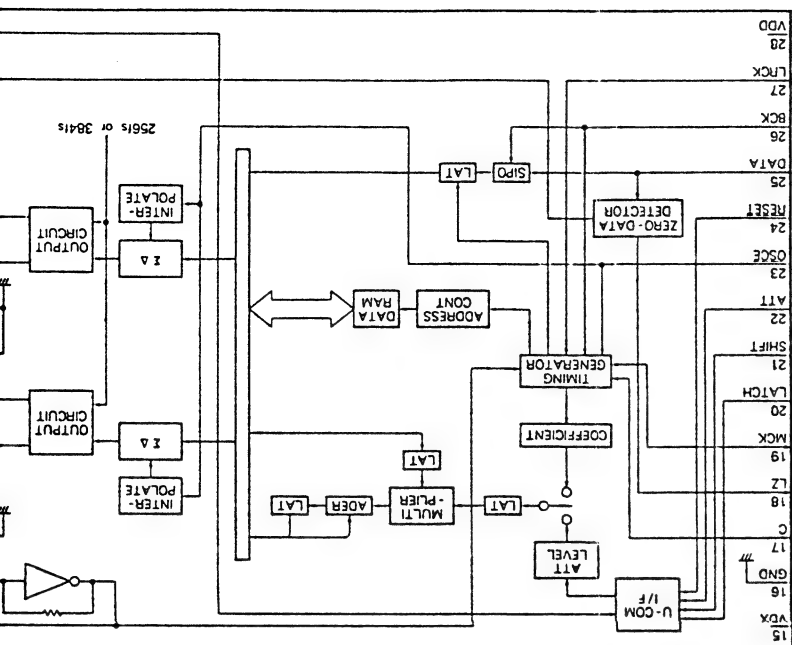 15
VDX
16
GND
17
C
18
LZ
19
MCK
20
LATCH
21
SHIFT
22
ATT
23
OSCE
24
RESET
25
DATA
26
BCK
27
LRCK
28
VDD
U-COM
I/F
ATT
LEVEL
LAT
MULTI
-PLIER
ADER
LAT
LAT
INTER-
POLATE
COEFFICIENT
Σ Δ
OUTPUT
CIRCUIT
TIMING
GENERATOR
ADDRESS
CONT
DATA
RAM
Σ Δ
OUTPUT
CIRCUIT
ZERO-DATA
DETECTOR
INTER-
POLATE
SIPO
LAT
256fs or 384fs